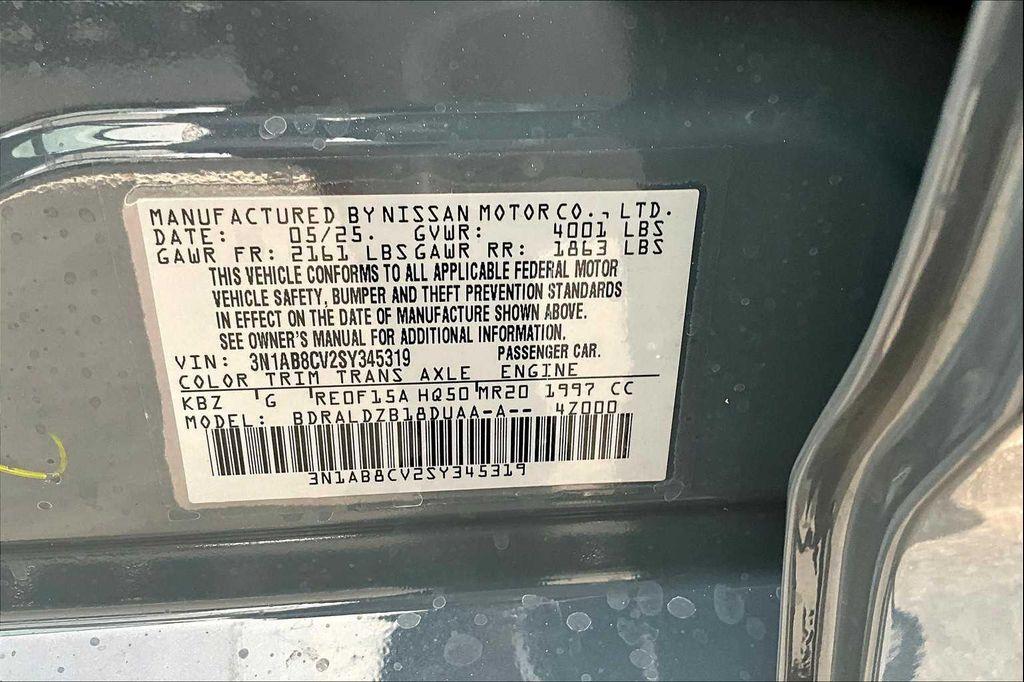 MANUFACTURED BY NISSAN MOTOR CO., LTD.
DATE: 05/25. GVWR: 4001 LBS
GAWR FR: 2161 LBS GAWR RR: 1863 LBS
THIS VEHICLE CONFORMS TO ALL APPLICABLE FEDERAL MOTOR
VEHICLE SAFETY, BUMPER AND THEFT PREVENTION STANDARDS
IN EFFECT ON THE DATE OF MANUFACTURE SHOWN ABOVE.
SEE OWNER'S MANUAL FOR ADDITIONAL INFORMATION.
VIN: 3N1AB8CV2SY345319 PASSENGER CAR.
COLOR TRIM TRANS AXLE ENGINE
KBZ G RE0F15A HQ50 MR20 1997 CC
MODEL: BDRALDZB18DUAA-A-- 4Z000
3N1AB8CV2SY345319